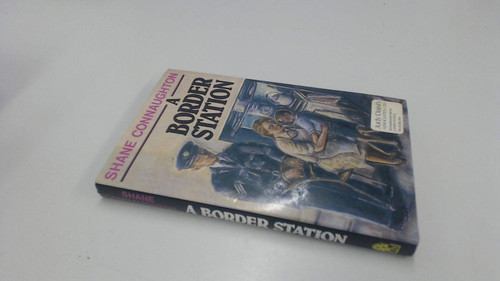 SHANE CONNAUGHTON
A
BORDER
STATION
SHANE
A BORDER STATION